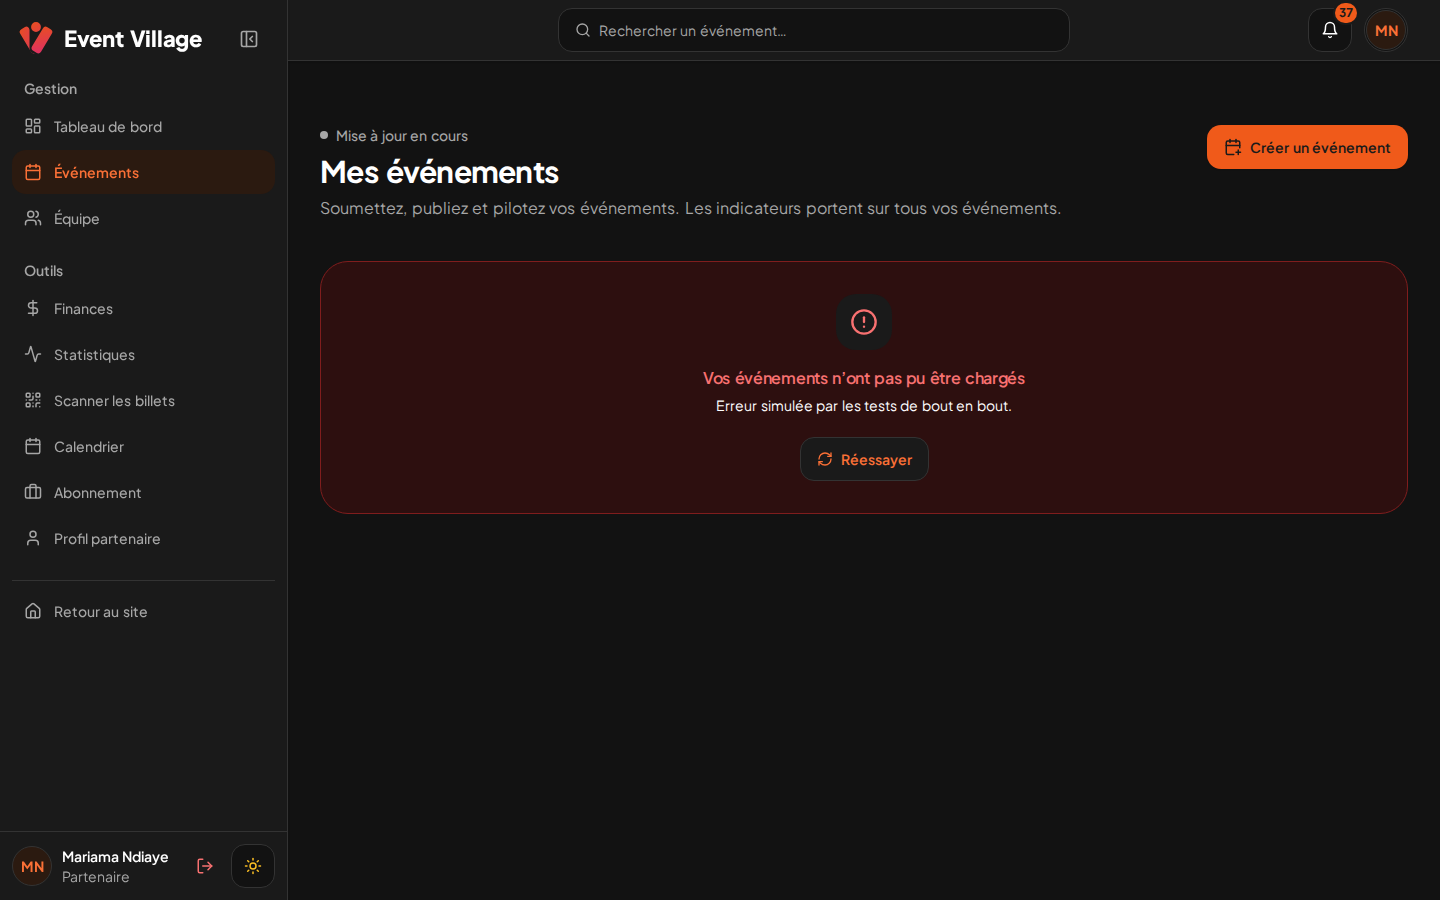 Event Village
Gestion
Tableau de bord
Événements
Équipe
Outils
Finances
Statistiques
Scanner les billets
Calendrier
Abonnement
Profil partenaire
Retour au site
MN
Mariama Ndiaye
Partenaire
Rechercher un événement…
37
MN
Mise à jour en cours
Mes événements
Soumettez, publiez et pilotez vos événements. Les indicateurs portent sur tous vos événements.
Créer un événement
Vos événements n’ont pas pu être chargés
Erreur simulée par les tests de bout en bout.
Réessayer